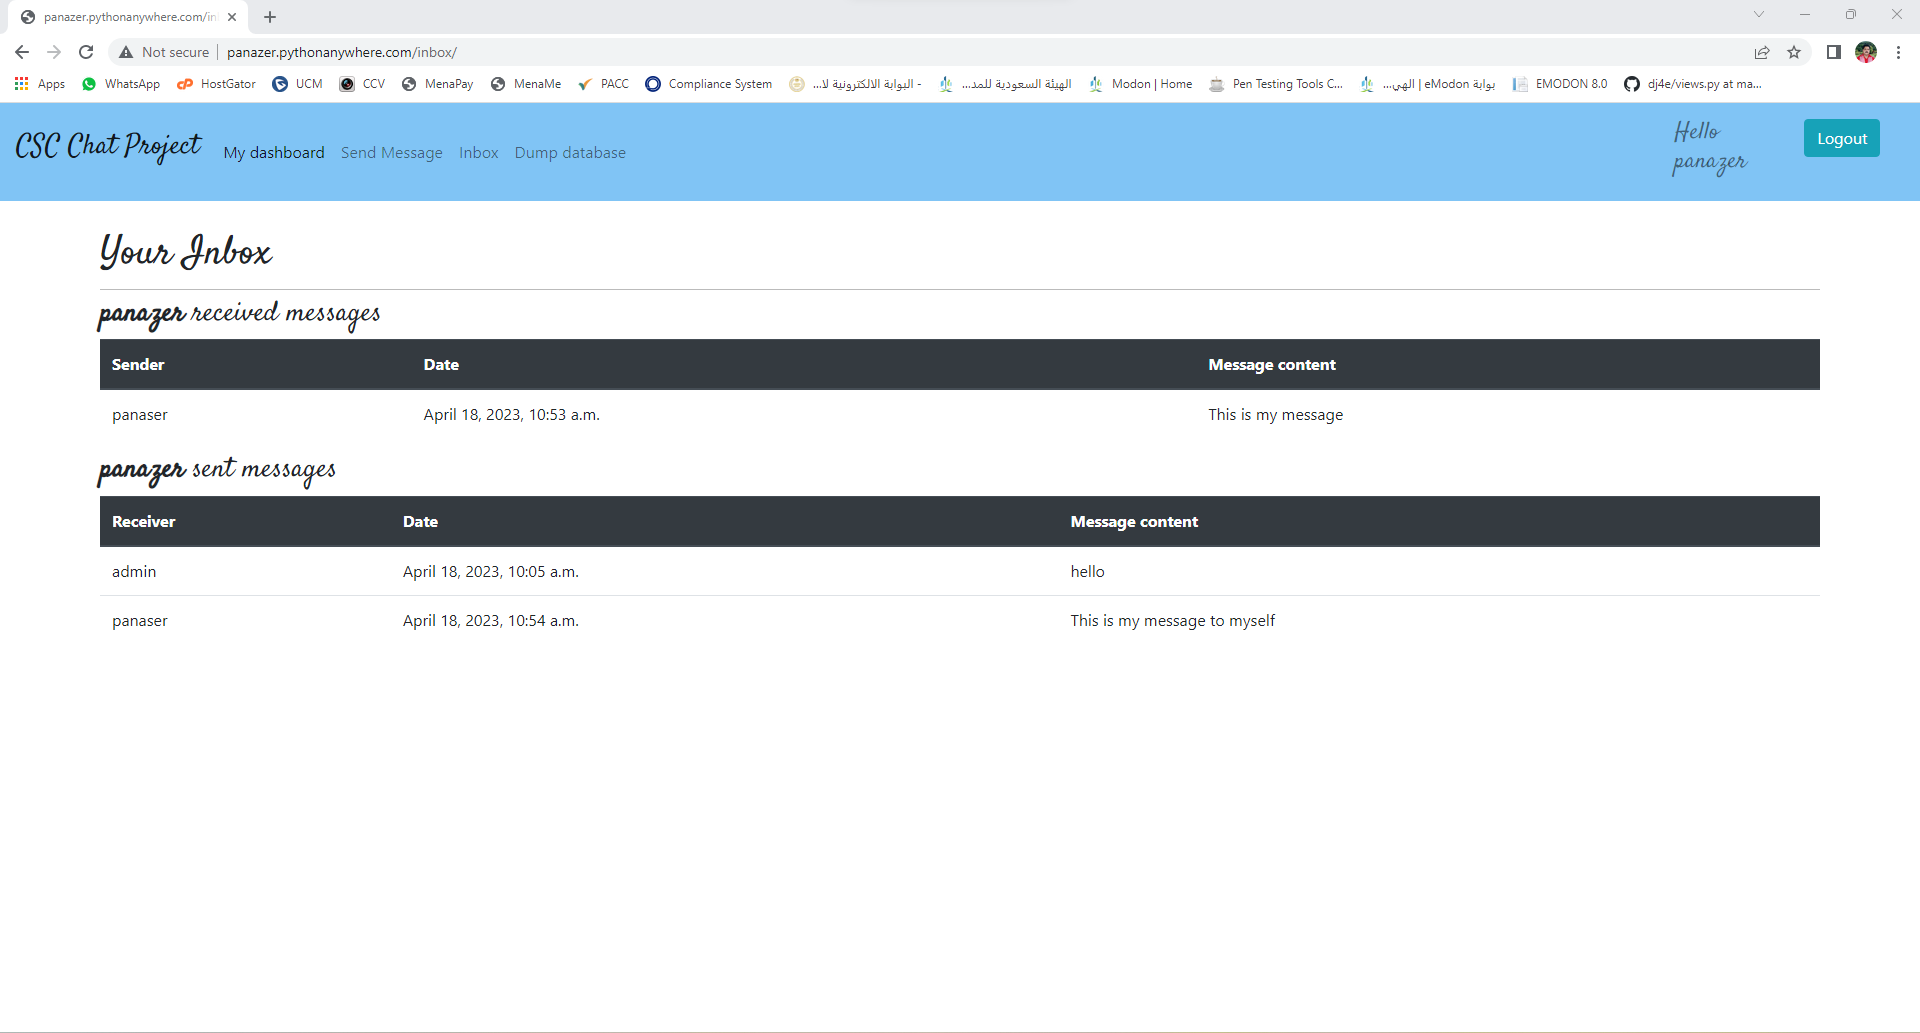 panazer.pythonanywhere.com/in
Not secure panazer.pythonanywhere.com/inbox/
Apps WhatsApp HostGator UCM CCV MenaPay MenaMe PACC Compliance System البوابة الالكترونية لا... - الهيئة السعودية للمد... Modon | Home Pen Testing Tools C... بوابة eModon | الهي... EMODON 8.0 dj4e/views.py at ma...
CSC Chat Project My dashboard Send Message Inbox Dump database Hello panazer Logout
Your Inbox
panazer received messages
Sender Date Message content
panaser April 18, 2023, 10:53 a.m. This is my message
panazer sent messages
Receiver Date Message content
admin April 18, 2023, 10:05 a.m. hello
panaser April 18, 2023, 10:54 a.m. This is my message to myself